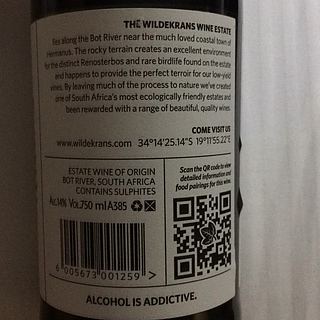 THE WILDEKRANS WINE ESTATE
lies along the Bot River near the much loved coastal town of
Hermanus. The rocky terrain creates an excellent environment
for the distinct Renosterbos and rare birdlife found on the estate
and happens to provide the perfect terroir for our low-yield
vines. By leaving much of the process to nature we've created
one of South Africa's most ecologically friendly estates and
been rewarded with a range of beautiful, quality wines.
COME VISIT US
www.wildekrans.com 34°14'25.14"S 19°11'55.22"E
ESTATE WINE OF ORIGIN
BOT RIVER, SOUTH AFRICA
CONTAINS SULPHITES
Alc.14% Vol.750 ml A385
Scan the QR code to view
detailed information and
food pairings for this wine.
6 005673 001259 >
ALCOHOL IS ADDICTIVE.